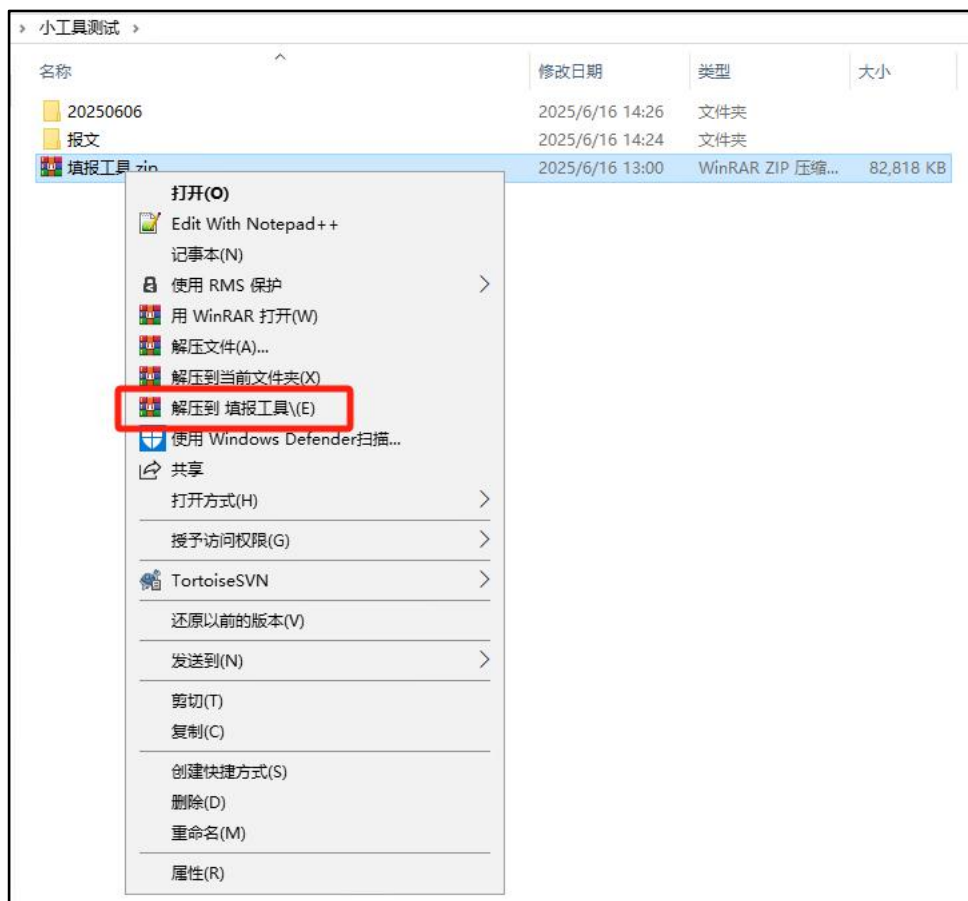 › 小工具测试 ›
名称 修改日期 类型 大小
20250606 2025/6/16 14:26 文件夹
报文 2025/6/16 14:24 文件夹
填报工具.zip 2025/6/16 13:00 WinRAR ZIP 压缩... 82,818 KB
打开(O)
Edit With Notepad++
记事本(N)
使用 RMS 保护
用 WinRAR 打开(W)
解压文件(A)...
解压到当前文件夹(X)
解压到 填报工具\(E)
使用 Windows Defender扫描...
共享
打开方式(H)
授予访问权限(G)
TortoiseSVN
还原以前的版本(V)
发送到(N)
剪切(T)
复制(C)
创建快捷方式(S)
删除(D)
重命名(M)
属性(R)